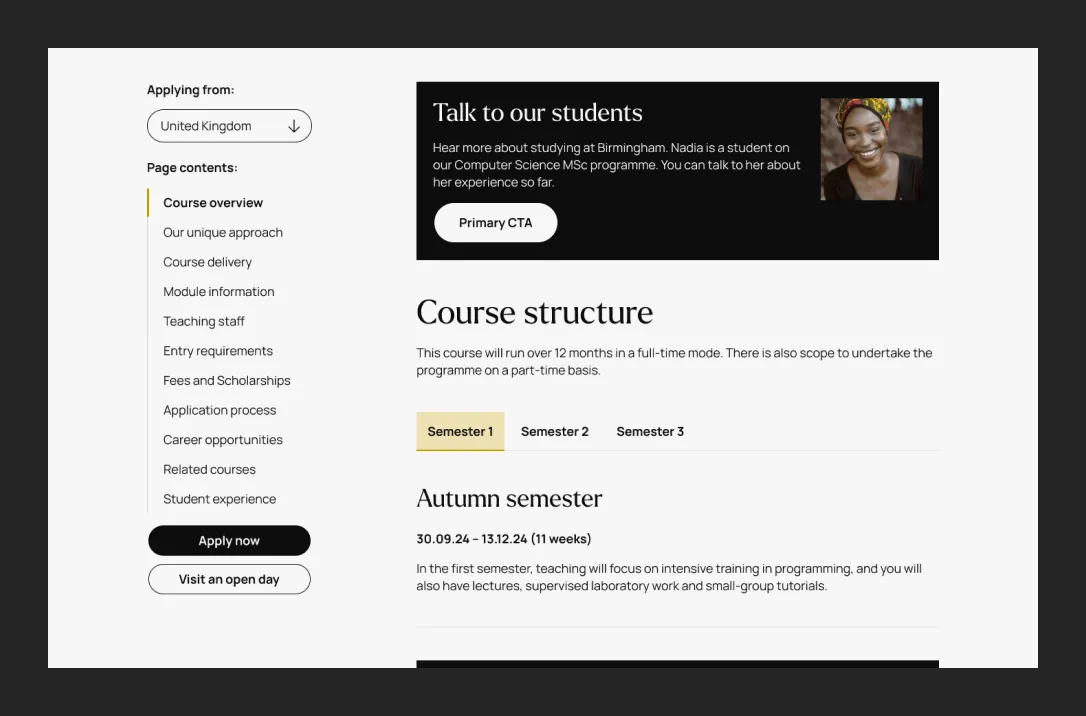 Applying from:
United Kingdom
Page contents:
Course overview
Our unique approach
Course delivery
Module information
Teaching staff
Entry requirements
Fees and Scholarships
Application process
Career opportunities
Related courses
Student experience
Apply now
Visit an open day
Talk to our students
Hear more about studying at Birmingham. Nadia is a student on
our Computer Science MSc programme. You can talk to her about
her experience so far.
Primary CTA
Course structure
This course will run over 12 months in a full-time mode. There is also scope to undertake the
programme on a part-time basis.
Semester 1 Semester 2 Semester 3
Autumn semester
30.09.24 – 13.12.24 (11 weeks)
In the first semester, teaching will focus on intensive training in programming, and you will
also have lectures, supervised laboratory work and small-group tutorials.